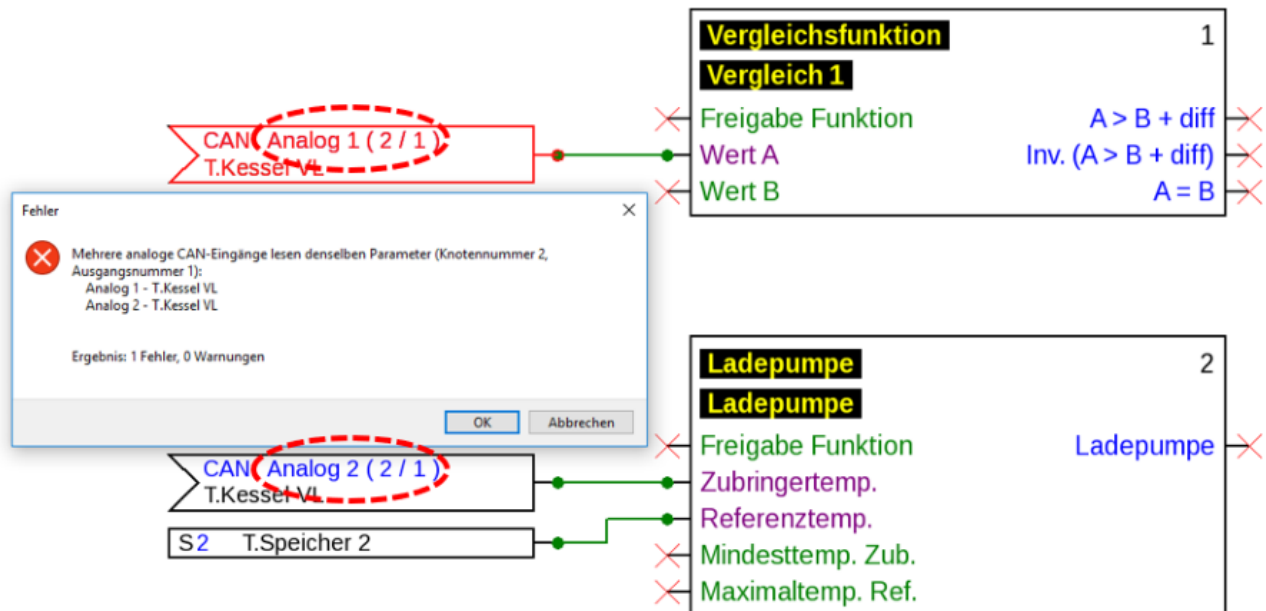 Vergleichsfunktion 1
Vergleich 1
Freigabe Funktion A > B + diff
Wert A Inv. (A > B + diff)
Wert B A = B
CAN Analog 1 ( 2 / 1 )
T.Kessel VL
Fehler
Mehrere analoge CAN-Eingänge lesen denselben Parameter (Knotennummer 2,
Ausgangsnummer 1):
Analog 1 - T.Kessel VL
Analog 2 - T.Kessel VL
Ergebnis: 1 Fehler, 0 Warnungen
OK Abbrechen
CAN Analog 2 ( 2 / 1 )
T.Kessel VL
S2 T.Speicher 2
Ladepumpe 2
Ladepumpe
Freigabe Funktion Ladepumpe
Zubringertemp.
Referenztemp.
Mindesttemp. Zub.
Maximaltemp. Ref.